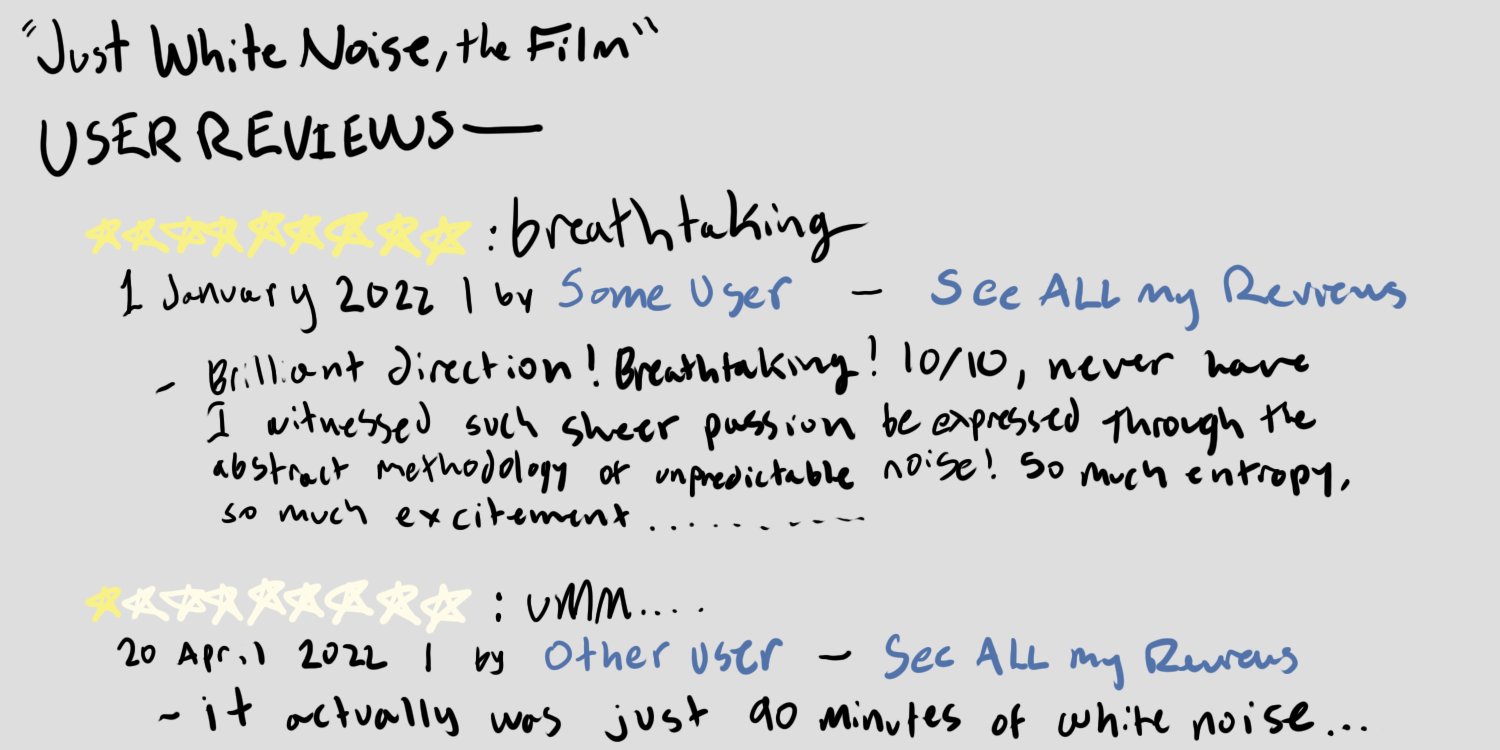 "Just White Noise, the Film"
USER REVIEWS—
: breathtaking
1 January 2022 | by Some User - See ALL my Reviews
- Brilliant direction! Breathtaking! 10/10, never have
I witnessed such sheer passion be expressed through the
abstract methodology of unpredictable noise! So much entropy,
so much excitement..........
: uMM....
20 April 2022 | by Other user - See ALL my Reviews
- it actually was just 90 minutes of white noise...